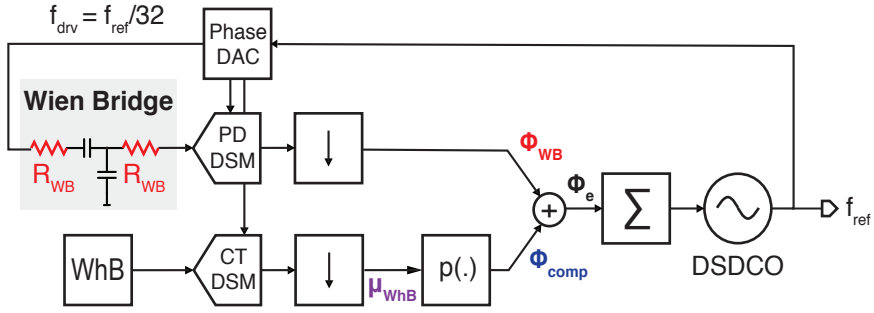 f_drv = f_ref/32
Phase
DAC
Wien Bridge
R_WB
R_WB
PD
DSM
↓
Φ_WB
Φ_e
+
Σ
DSDCO
f_ref
WhB
CT
DSM
↓
μ_WhB
p(.)
Φ_comp